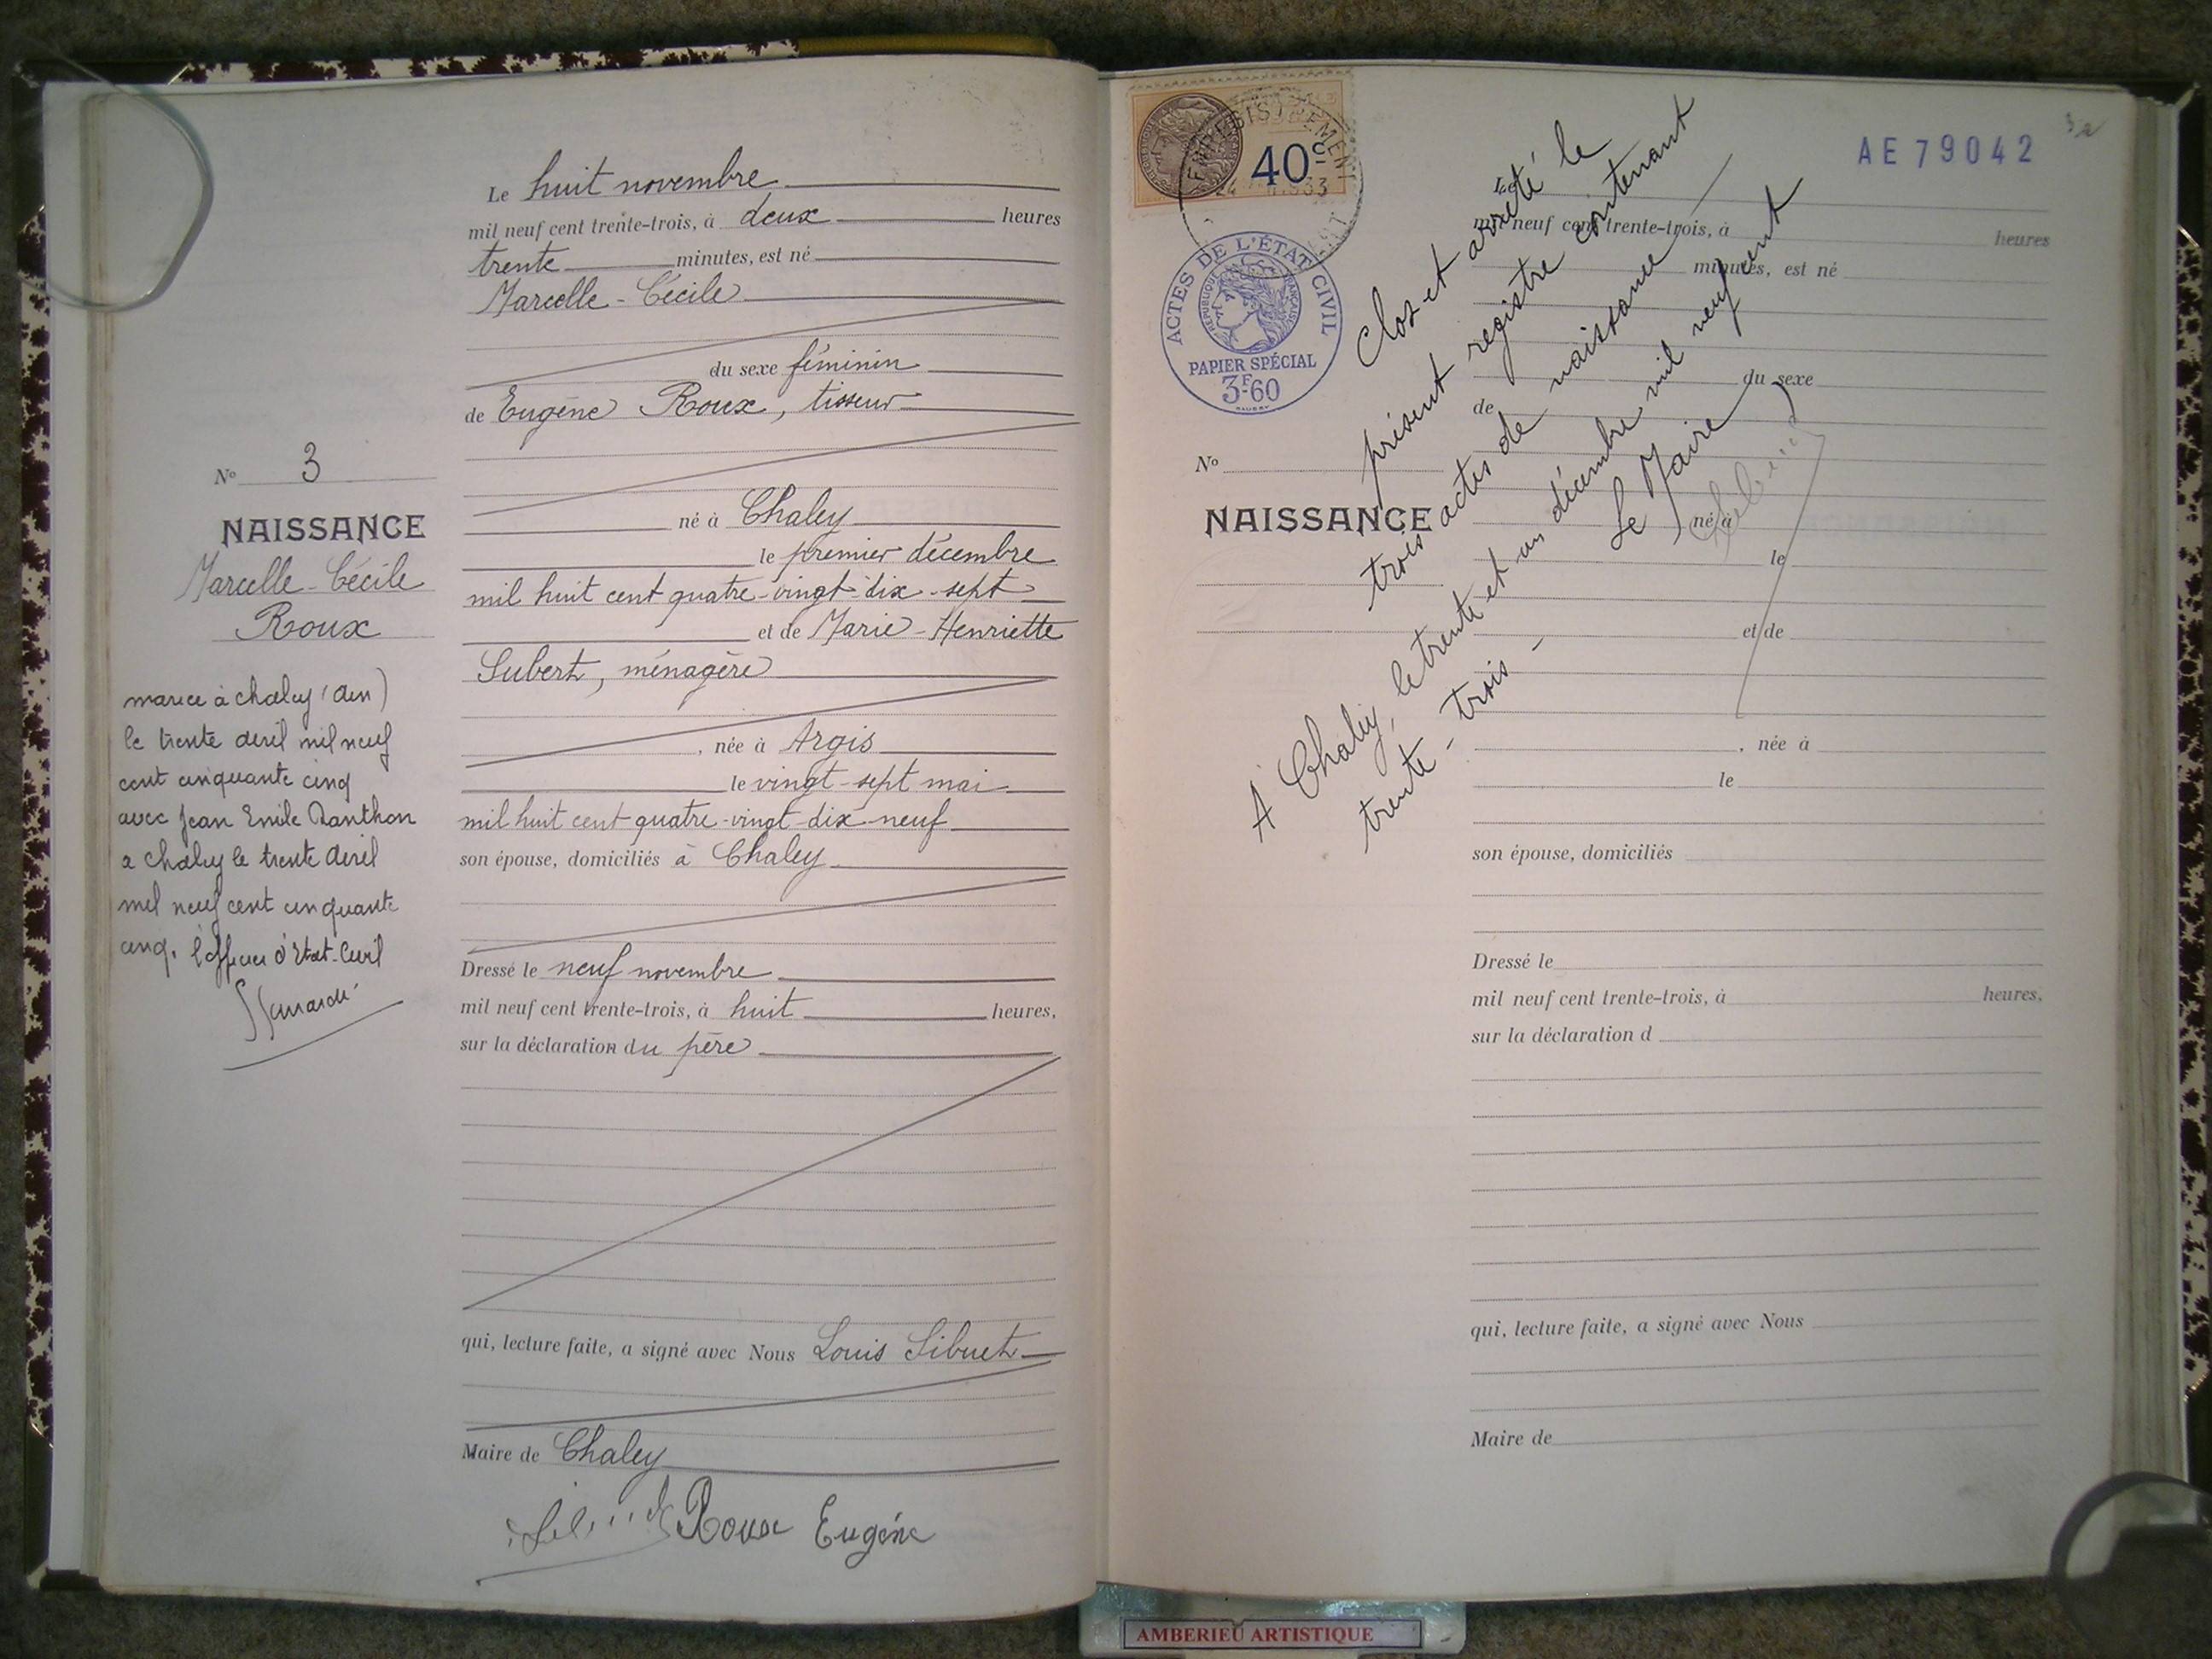 Le huit novembre
mil neuf cent trente-trois, à deux heures
trente minutes, est né
Marcelle-Cécile
du sexe féminin
de Eugène Roux, tisseur
né à Chaley
le premier décembre
mil huit cent quatre-vingt-dix-sept
et de Marie-Henriette
Subert, ménagère
, née à Argis
le vingt-sept mai
mil huit cent quatre-vingt-dix-neuf
son épouse, domiciliés à Chaley
Dressé le neuf novembre
mil neuf cent trente-trois, à huit heures,
sur la déclaration du père
qui, lecture faite, a signé avec Nous Louis Sibuet
Maire de Chaley
Roux Eugène
No 3
NAISSANCE
Marcelle-Cécile
Roux
mariée à chaley (Ain)
le trente avril mil neuf
cent cinquante cinq
avec Jean Emile Danthon
a chaley le trente avril
mil neuf cent cinquante
cinq. l'officier d'Etat-Civil
40c
ENREGISTREMENT
ACTES DE L'ÉTAT CIVIL
RÉPUBLIQUE FRANÇAISE
PAPIER SPÉCIAL
3F60
AE79042
Clos et arrêté le
présent registre contenant
trois actes de naissance
A Chaley, le trente et un décembre mil neuf cent
trente-trois -
Le Maire
Le
mil neuf cent trente-trois, à heures
minutes, est né
du sexe
de
No
NAISSANCE
né à
le
et de
, née à
le
son épouse, domiciliés
Dressé le
mil neuf cent trente-trois, à heures,
sur la déclaration d
qui, lecture faite, a signé avec Nous
Maire de
AMBERIEU ARTISTIQUE